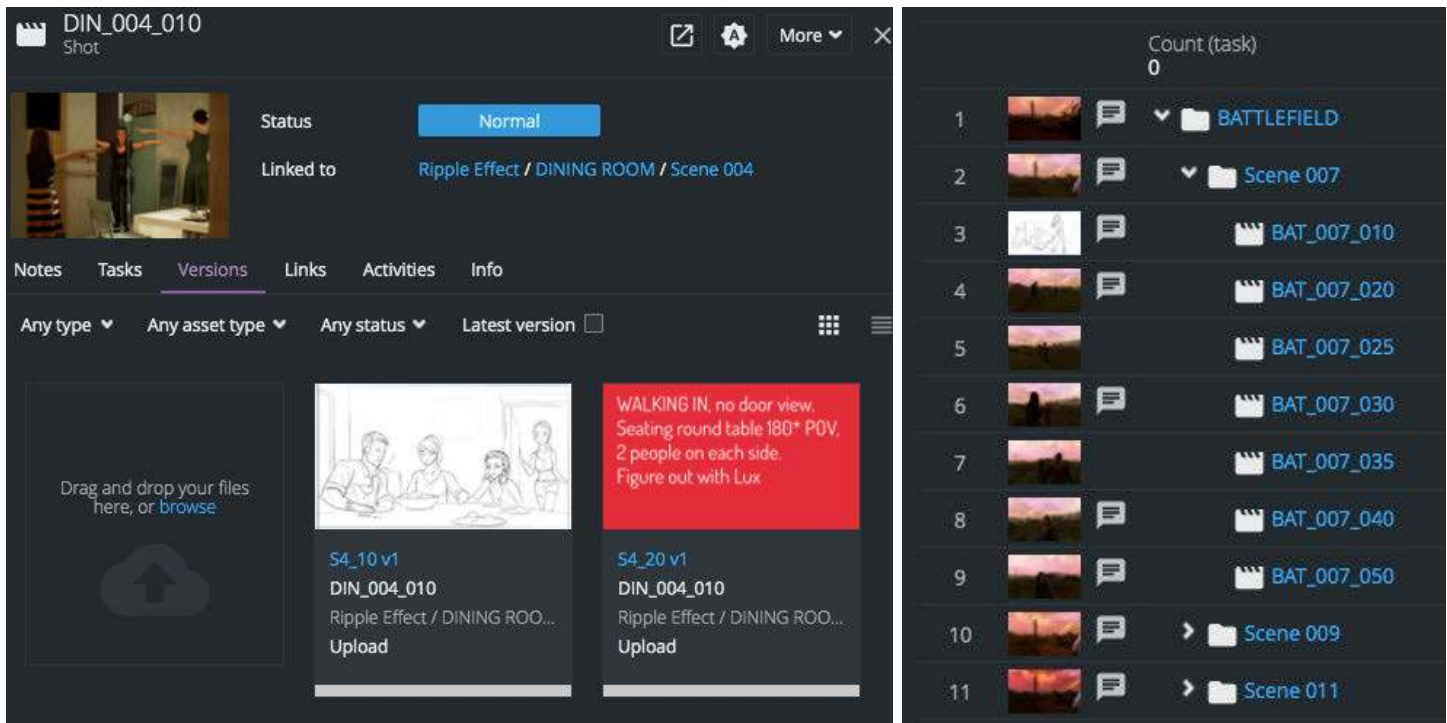 DIN_004_010
Shot
More
Status
Normal
Linked to
Ripple Effect / DINING ROOM / Scene 004
Notes Tasks Versions Links Activities Info
Any type Any asset type Any status Latest version
Drag and drop your files
here, or browse
WALKING IN, no door view.
Seating round table 180* POV,
2 people on each side.
Figure out with Lux
S4_10 v1
DIN_004_010
Ripple Effect / DINING ROO...
Upload
S4_20 v1
DIN_004_010
Ripple Effect / DINING ROO...
Upload
Count (task)
0
1 BATTLEFIELD
2 Scene 007
3 BAT_007_010
4 BAT_007_020
5 BAT_007_025
6 BAT_007_030
7 BAT_007_035
8 BAT_007_040
9 BAT_007_050
10 Scene 009
11 Scene 011